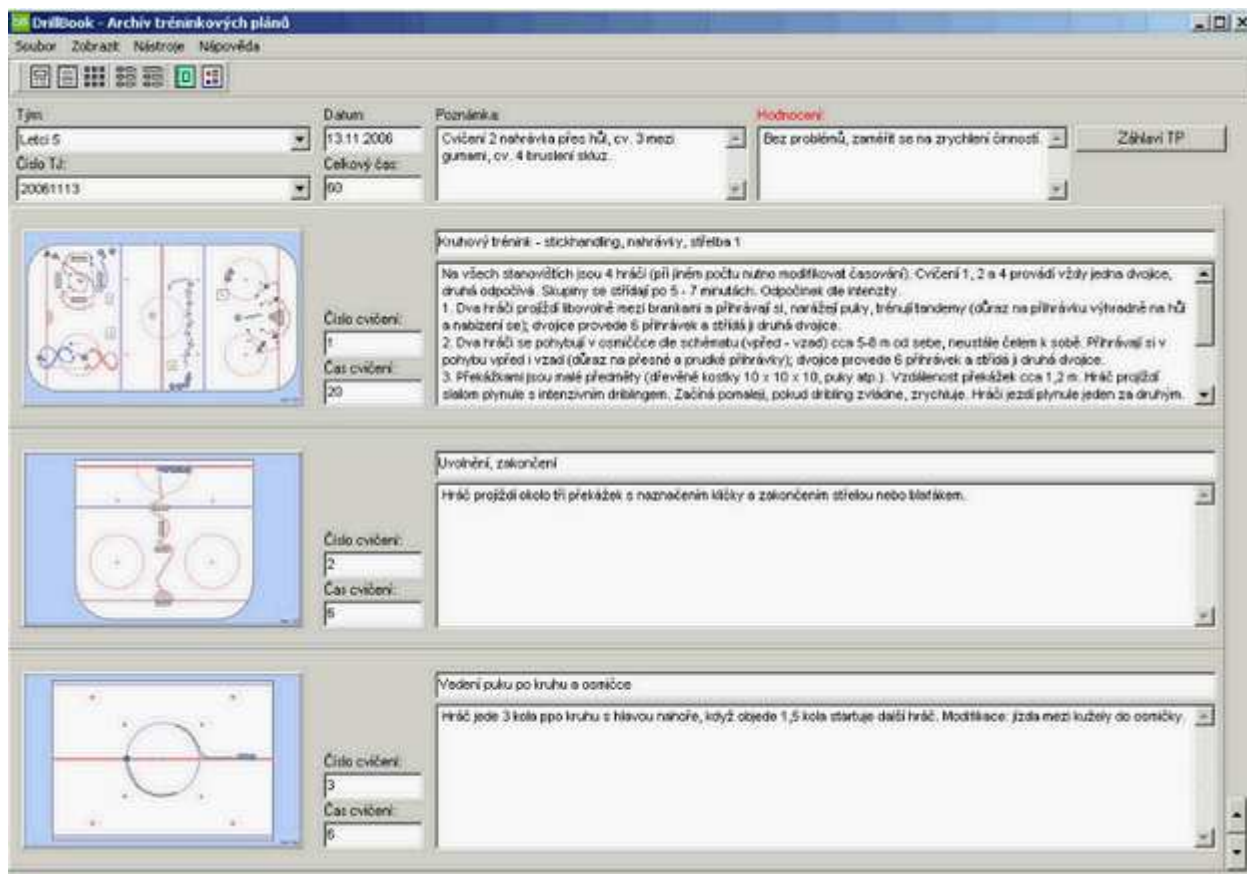 DrillBook - Archiv tréninkových plánů
Soubor Zobrazit Nástroje Nápověda
Tým: Datum: Poznámka: Hodnocení:
Letci 5 13.11.2006 Cvičení 2 nahrávka přes hůl, cv. 3 mezi Bez problémů, zaměřit se na zrychlení činností. Záhlaví TP
gumami, cv. 4 bruslení skluz.
Číslo TJ: Celkový čas:
20061113 60
Kruhový trénink - stickhandling, nahrávky, střelba 1
Na všech stanovištích jsou 4 hráči (při jiném počtu nutno modifikovat časování). Cvičení 1, 2 a 4 provádí vždy jedna dvojice,
druhá odpočívá. Skupiny se střídají po 5 - 7 minutách. Odpočinek dle intenzity.
1. Dva hráči projíždí libovolně mezi brankami a přihrávají si, narážejí puky, trénují tandemy (důraz na přihrávku výhradně na hůl
a nabízení se); dvojice provede 6 přihrávek a střídá ji druhá dvojice.
2. Dva hráči se pohybují v osmičče dle schématu (vpřed - vzad) cca 5-8 m od sebe, neustále čelem k sobě. Přihrávají si v
pohybu vpřed i vzad (důraz na přesné a prudké přihrávky); dvojice provede 6 přihrávek a střídá ji druhá dvojice.
3. Překážkami jsou malé předměty (dřevěné kostky 10 x 10 x 10, puky atp.). Vzdálenost překážek cca 1,2 m. Hráč projíždí
slalom plynule s intenzivním driblingem. Začíná pomaleji, pokud dribling zvládne, zrychluje. Hráči jezdí plynule jeden za druhým.
Číslo cvičení:
1
Čas cvičení:
20
Uvolnění, zakončení
Hráč projíždí okolo tří překážek s naznačením kličky a zakončením střelou nebo blafákem.
Číslo cvičení:
2
Čas cvičení:
6
Vedení puku po kruhu a osmičce
Hráč jede 3 kola ppo kruhu s hlavou nahoře, když objede 1,5 kola startuje další hráč. Modifikace: jízda mezi kužely do osmičky.
Číslo cvičení:
3
Čas cvičení:
6